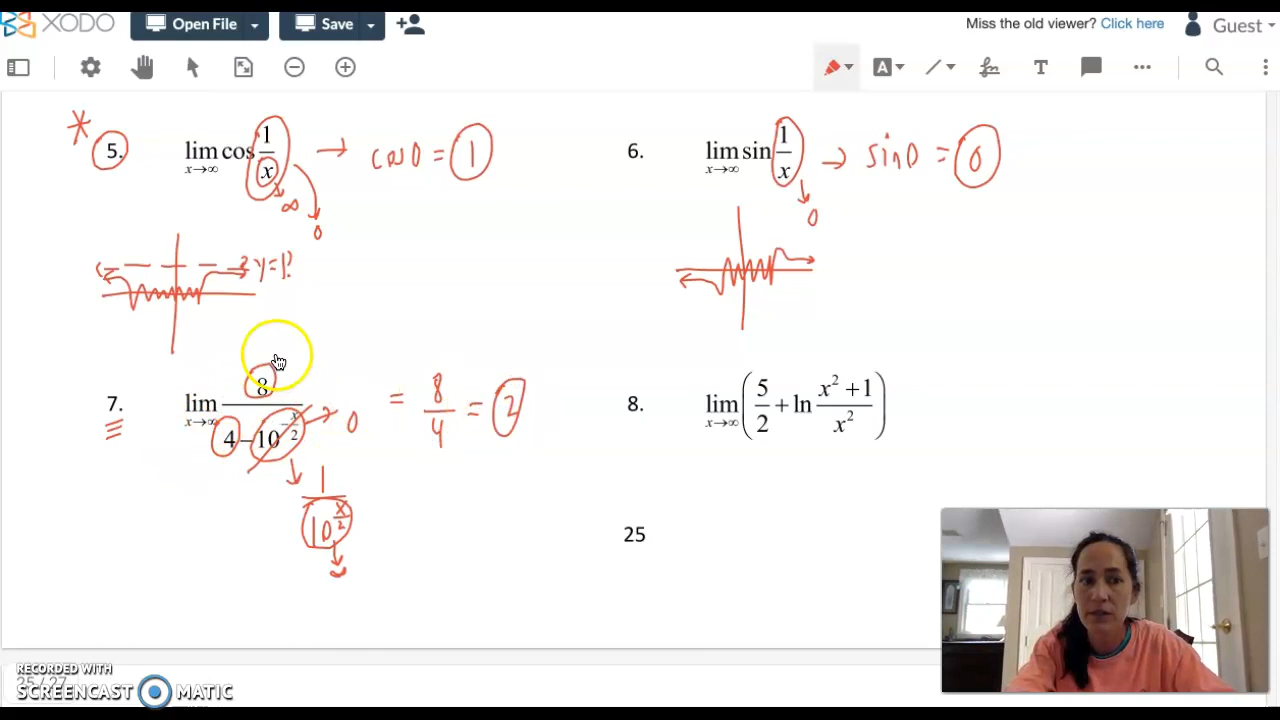 XODO
Open File
Save
Miss the old viewer? Click here
Guest
A
T
* 5. lim x→∞ cos 1/x → cos 0 = 1
∞
0
y=1?
6. lim x→∞ sin 1/x → sin 0 = 0
0
7. lim x→∞ 8/(4−10^(−x/2)) = 8/4 = 2
→ 0
1/10^(x/2)
8. lim x→∞ (5/2 + ln (x²+1)/x²)
25
RECORDED WITH
SCREENCAST MATIC
25 / 27